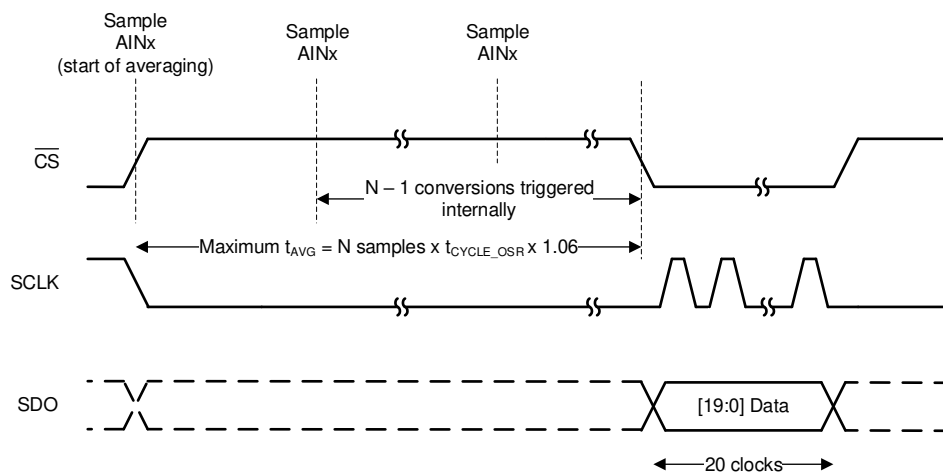 Sample
AINx
(start of averaging)
Sample
AINx
Sample
AINx
CS
N – 1 conversions triggered
internally
Maximum tAVG = N samples x tCYCLE_OSR x 1.06
SCLK
SDO
[19:0] Data
20 clocks